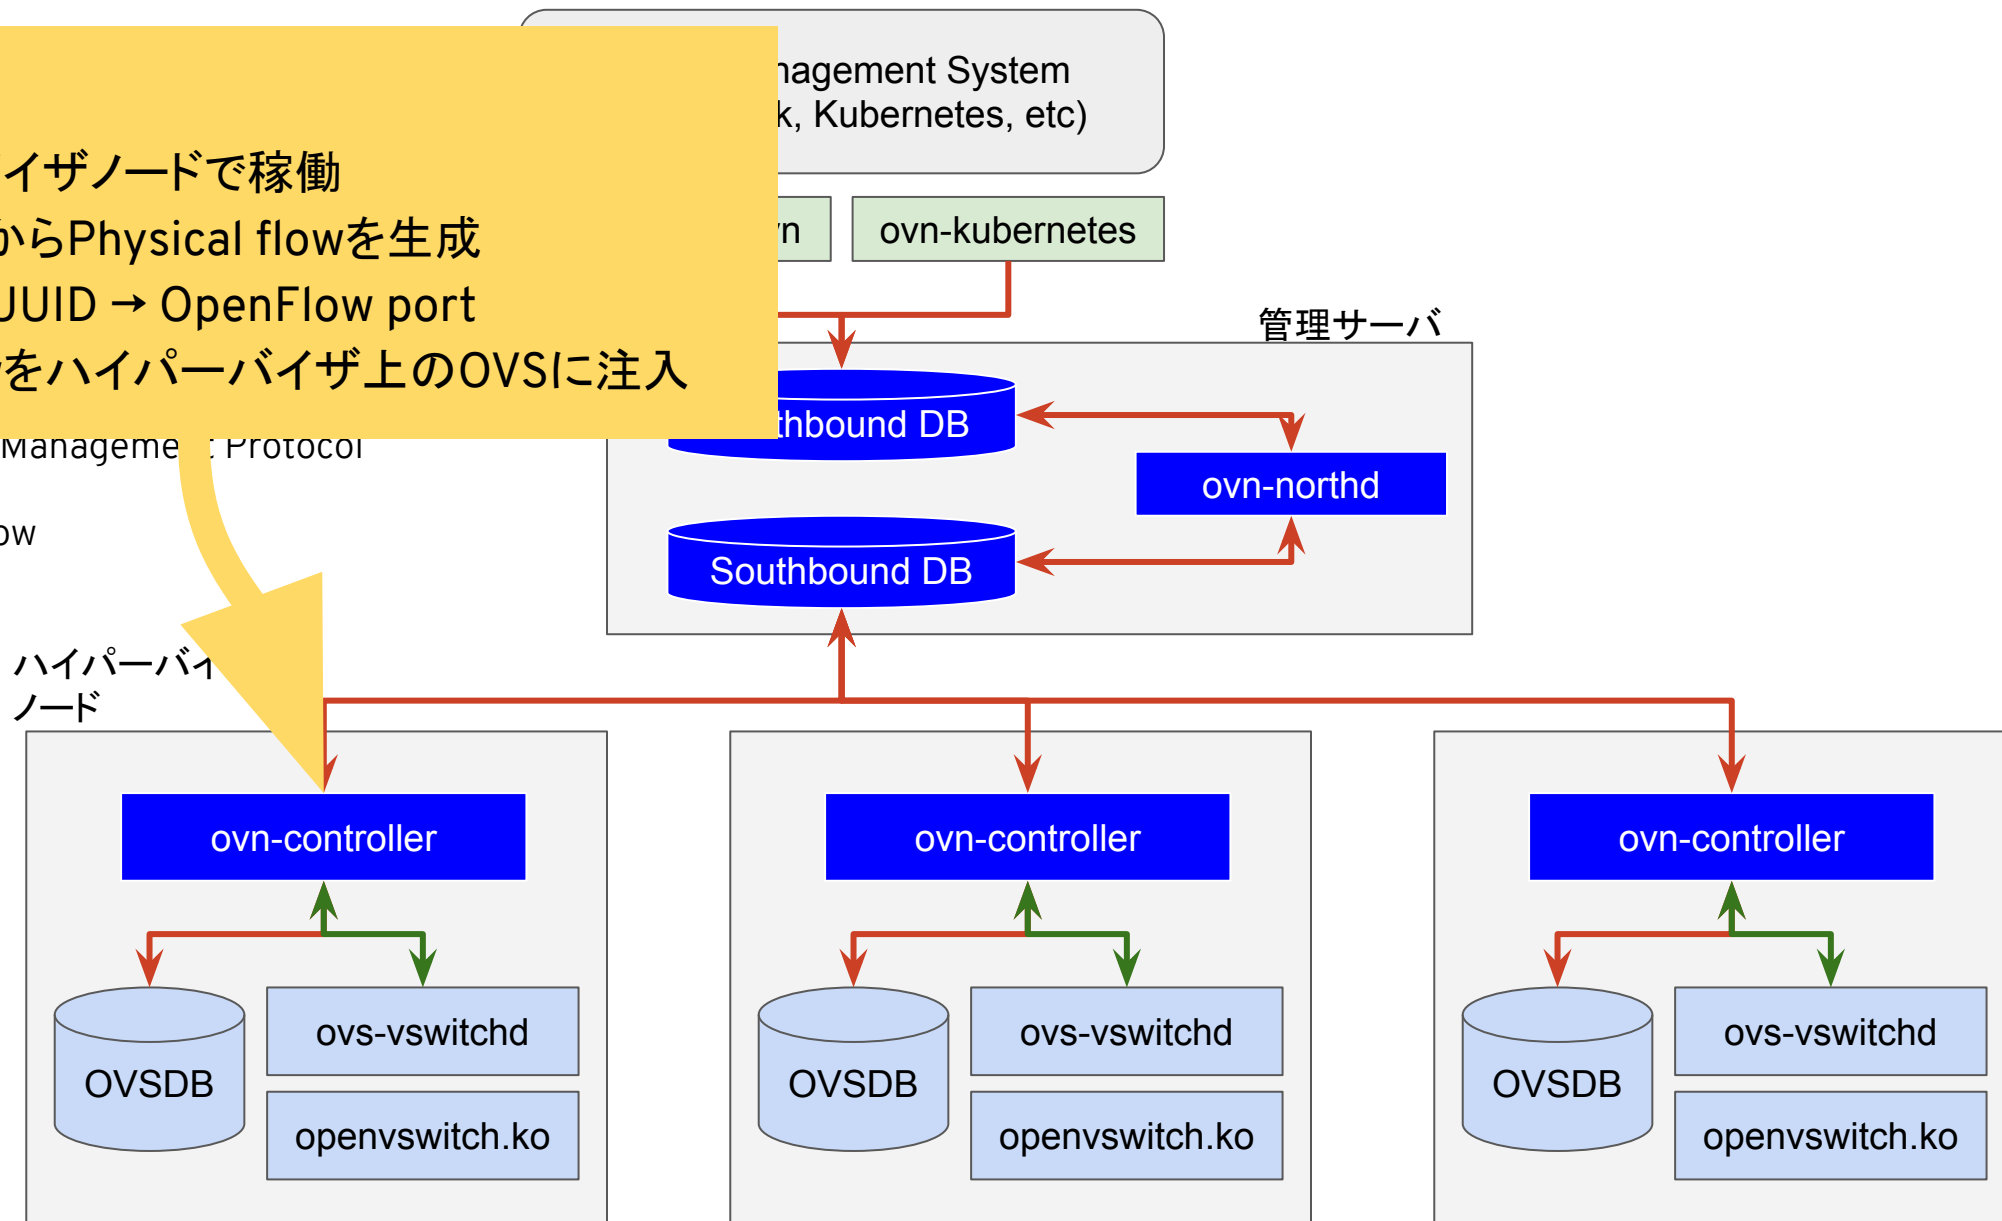 nagement System
k, Kubernetes, etc)
イザノードで稼働
からPhysical flowを生成
UUID → OpenFlow port
をハイパーバイザ上のOVSに注入
n
ovn-kubernetes
管理サーバ
thbound DB
Management Protocol
ovn-northd
ow
Southbound DB
ハイパーバイ
ノード
ovn-controller
ovn-controller
ovn-controller
ovs-vswitchd
ovs-vswitchd
ovs-vswitchd
OVSDB
OVSDB
OVSDB
openvswitch.ko
openvswitch.ko
openvswitch.ko